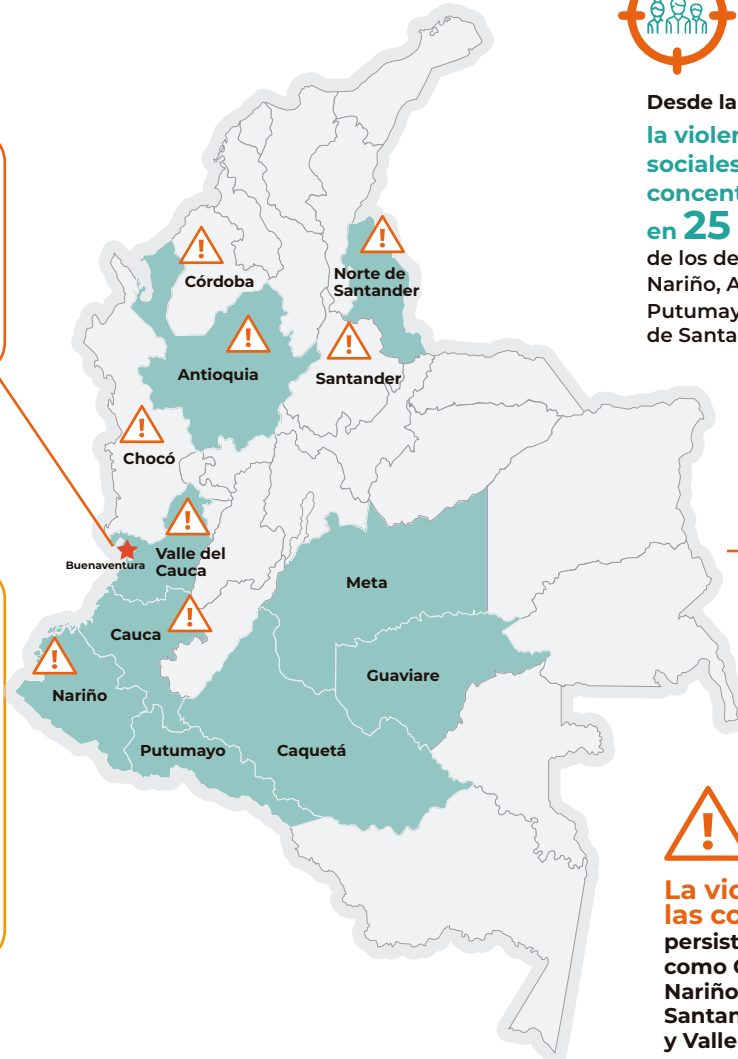 Desde la
la violen
sociales
concent
en 25
de los de
Nariño, A
Putumay
de Santa
Córdoba
Norte de
Santander
Antioquia
Santander
Chocó
Buenaventura
Valle del
Cauca
Meta
Cauca
Guaviare
Nariño
Putumayo
Caquetá
La vio
las co
persist
como C
Nariño
Santan
y Valle